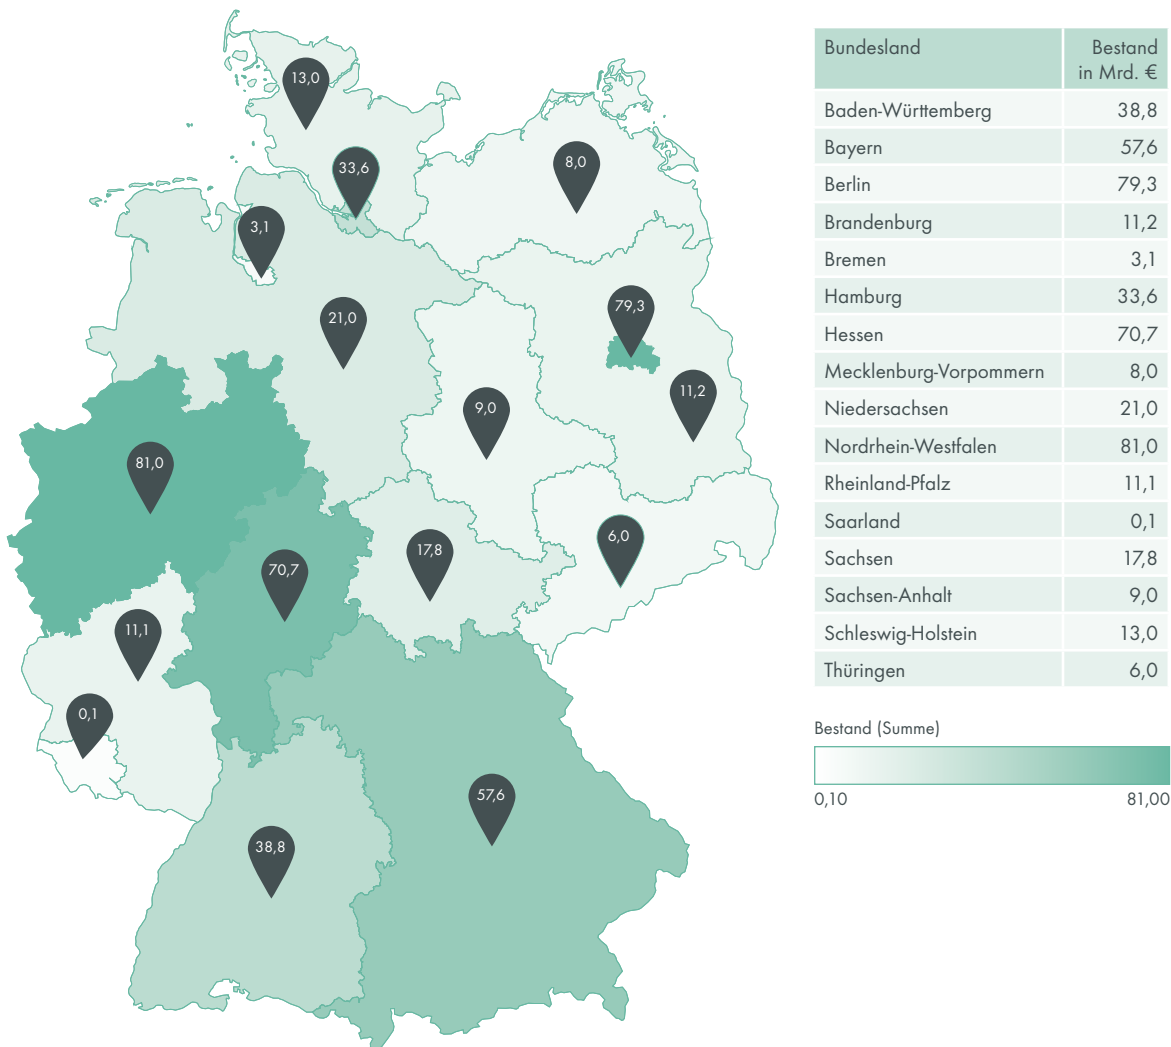 13,0
33,6
8,0
3,1
21,0
79,3
11,2
9,0
81,0
6,0
17,8
70,7
11,1
0,1
57,6
38,8
Bundesland Bestand
in Mrd. €
Baden-Württemberg 38,8
Bayern 57,6
Berlin 79,3
Brandenburg 11,2
Bremen 3,1
Hamburg 33,6
Hessen 70,7
Mecklenburg-Vorpommern 8,0
Niedersachsen 21,0
Nordrhein-Westfalen 81,0
Rheinland-Pfalz 11,1
Saarland 0,1
Sachsen 17,8
Sachsen-Anhalt 9,0
Schleswig-Holstein 13,0
Thüringen 6,0
Bestand (Summe)
0,10 81,00